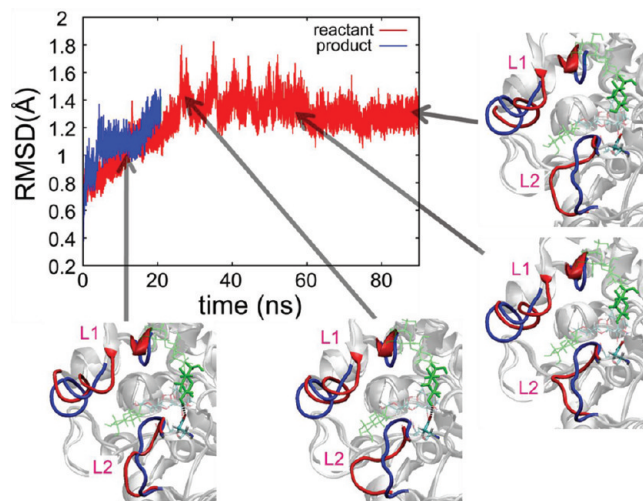 2
1.8
1.6
1.4
1.2
1
0.8
0.6
0.4
0.2
RMSD(Å)
reactant
product
0
20
40
60
80
time (ns)
L1
L2
L1
L2
L1
L2
L1
L2